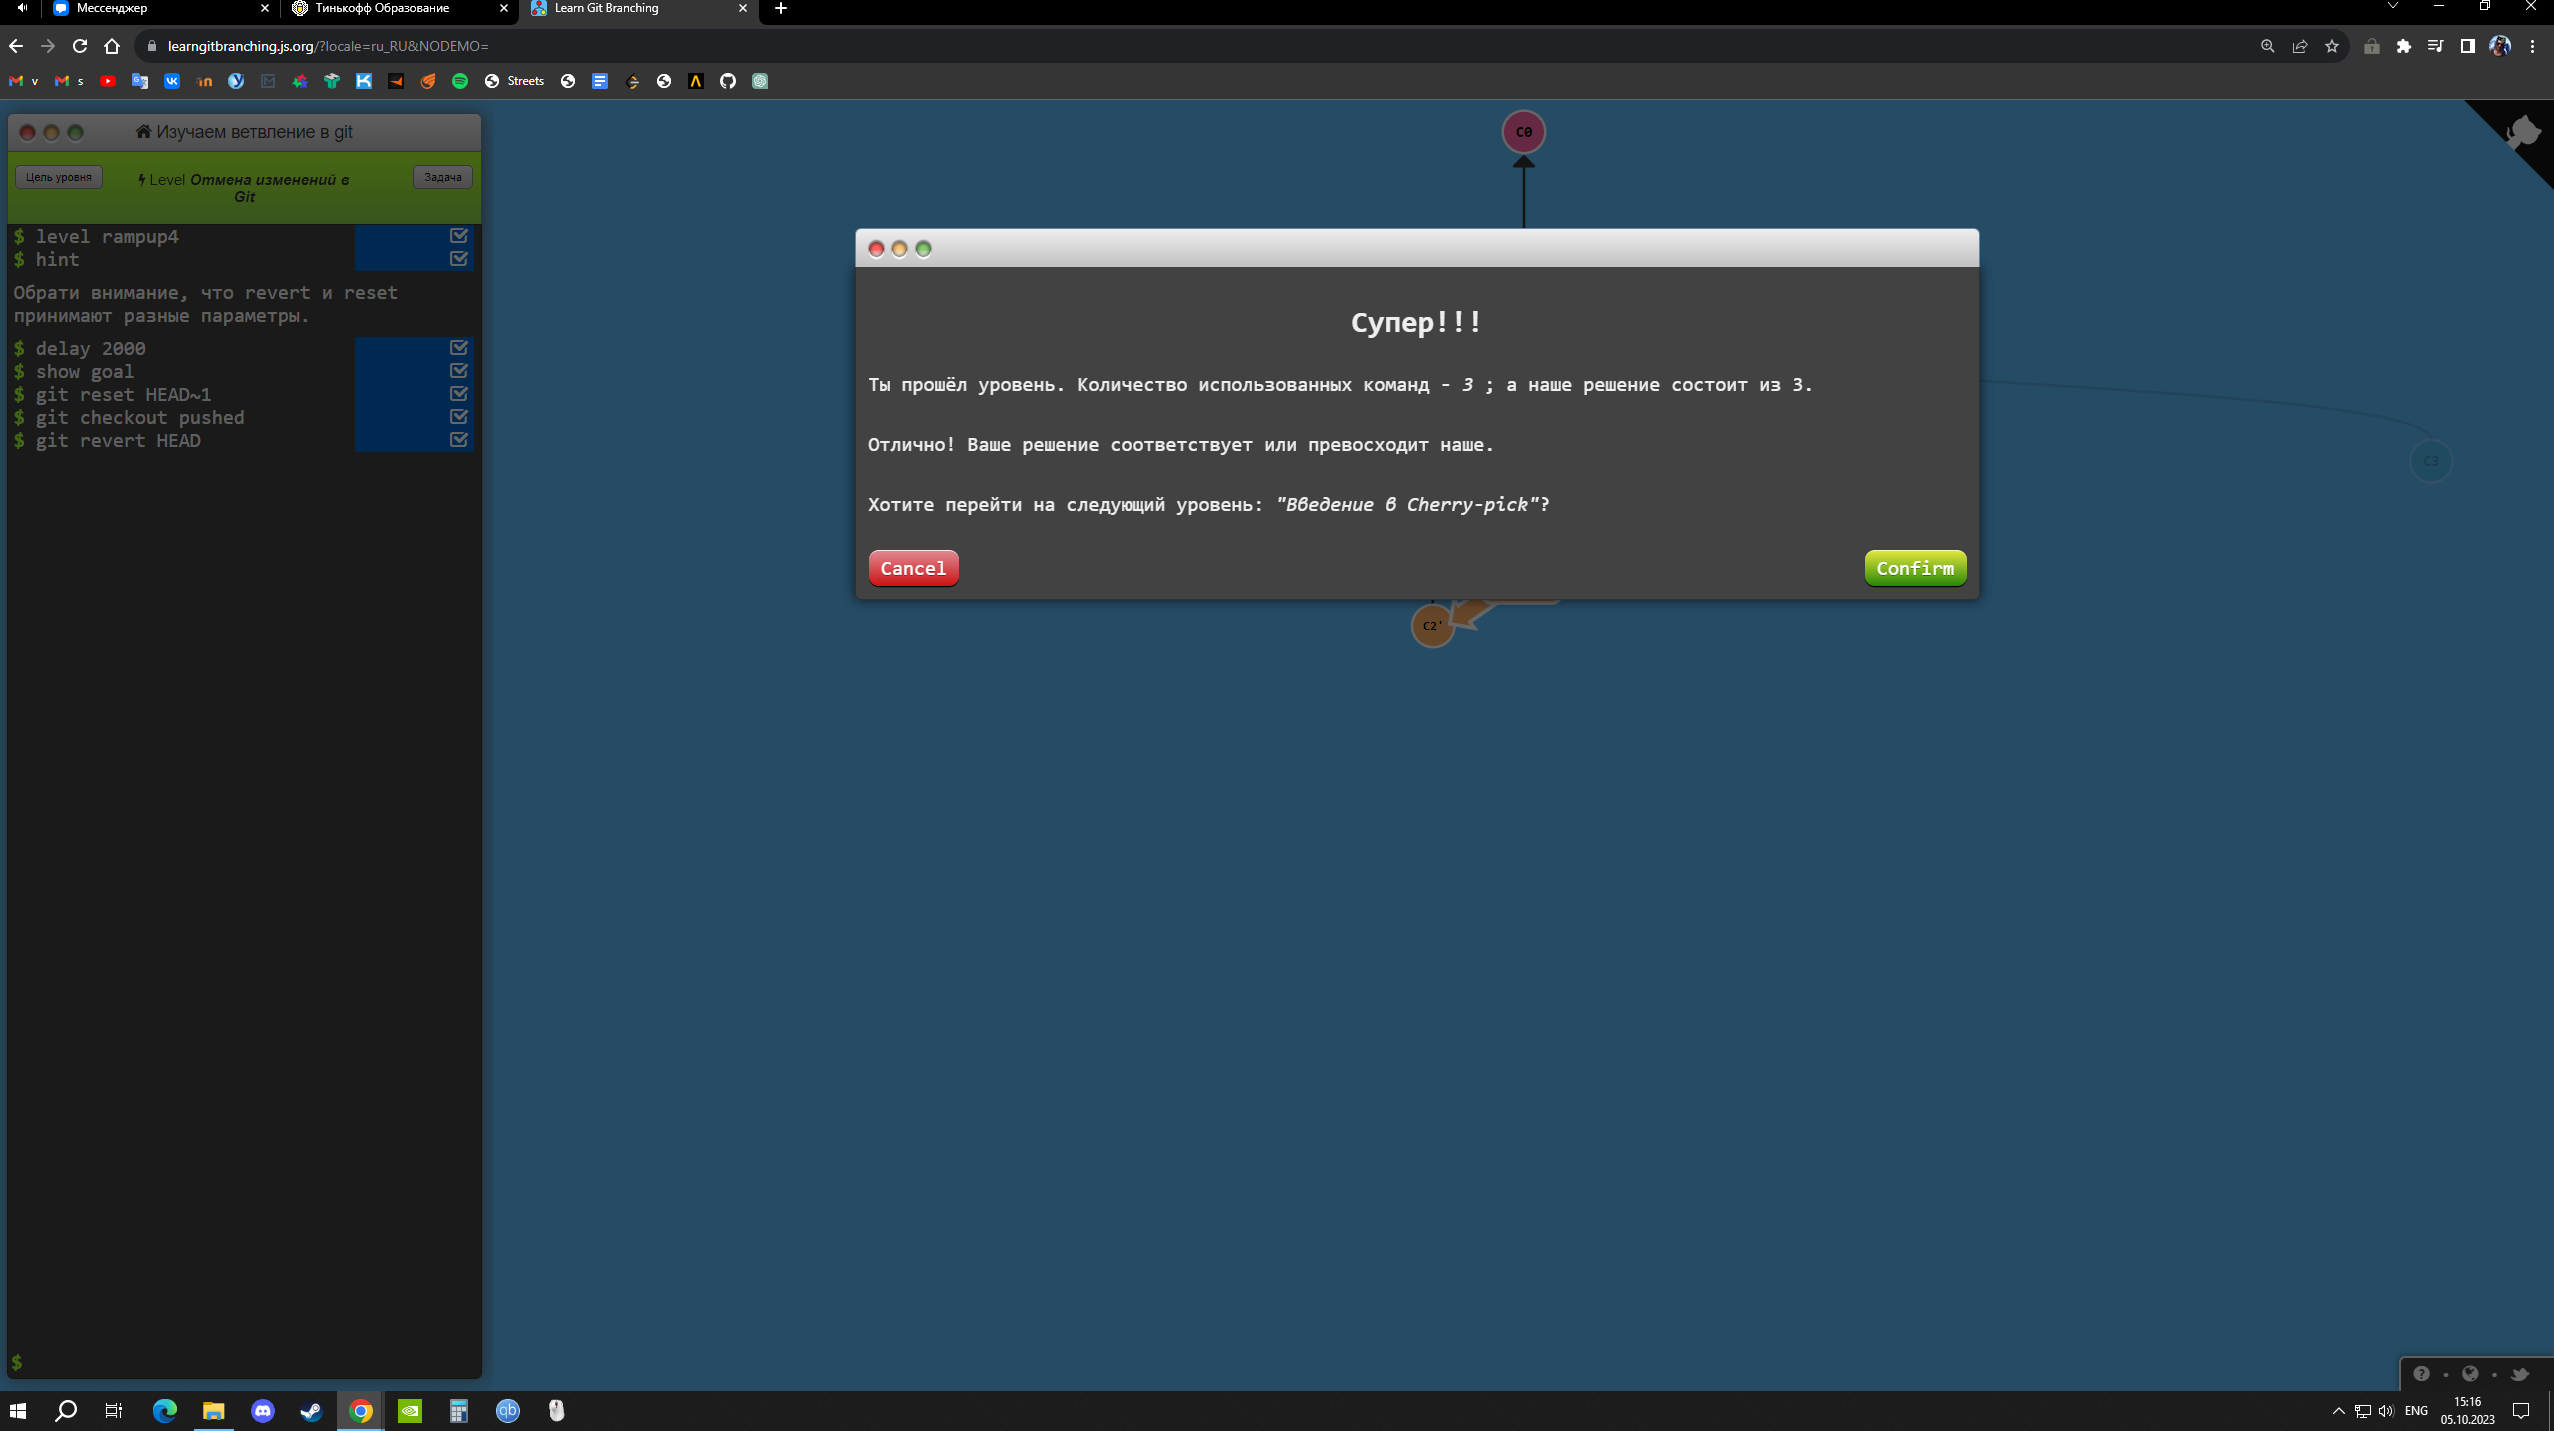 Мессенджер
Тинькофф Образование
Learn Git Branching
learngitbranching.js.org/?locale=ru_RU&NODEMO=
v
s
Streets
Изучаем ветвление в git
Цель уровня
Level Отмена изменений в
Git
Задача
$ level rampup4
$ hint
Обрати внимание, что revert и reset
принимают разные параметры.
$ delay 2000
$ show goal
$ git reset HEAD~1
$ git checkout pushed
$ git revert HEAD
$
C0
Супер!!!
Ты прошёл уровень. Количество использованных команд - 3 ; а наше решение состоит из 3.
Отлично! Ваше решение соответствует или превосходит наше.
Хотите перейти на следующий уровень: "Введение в Cherry-pick"?
Cancel
Confirm
C3
C2'
qb
ENG
15:16
05.10.2023